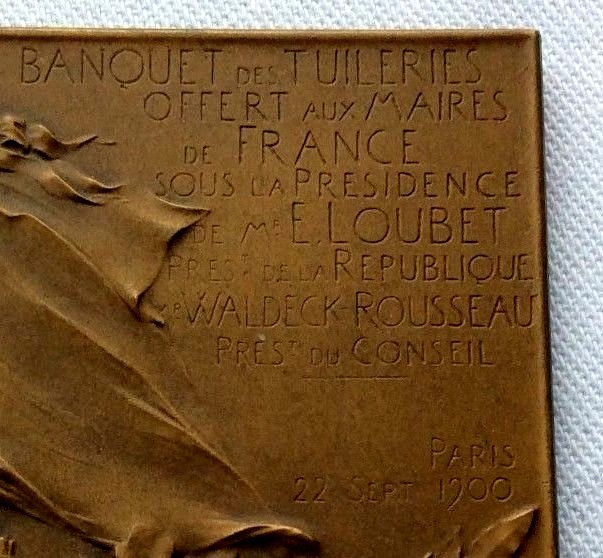 BANQUET DES TUILERIES
OFFERT AUX MAIRES
DE FRANCE
SOUS LA PRESIDENCE
DE MR E. LOUBET
PREST DE LA REPUBLIQUE
MR WALDECK-ROUSSEAU
PREST DU CONSEIL
PARIS
22 SEPT 1900